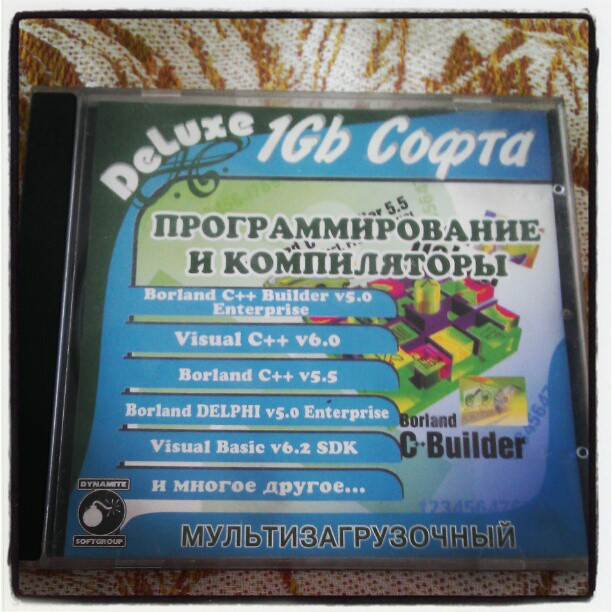 DeLuxe
1Gb Софта
ПРОГРАММИРОВАНИЕ
И КОМПИЛЯТОРЫ
Borland C++ Builder v5.0
Enterprise
Visual C++ v6.0
Borland C++ v5.5
Borland DELPHI v5.0 Enterprise
Visual Basic v6.2 SDK
и многое другое...
Borland
C++Builder
DYNAMITE
SOFTGROUP
МУЛЬТИЗАГРУЗОЧНЫЙ